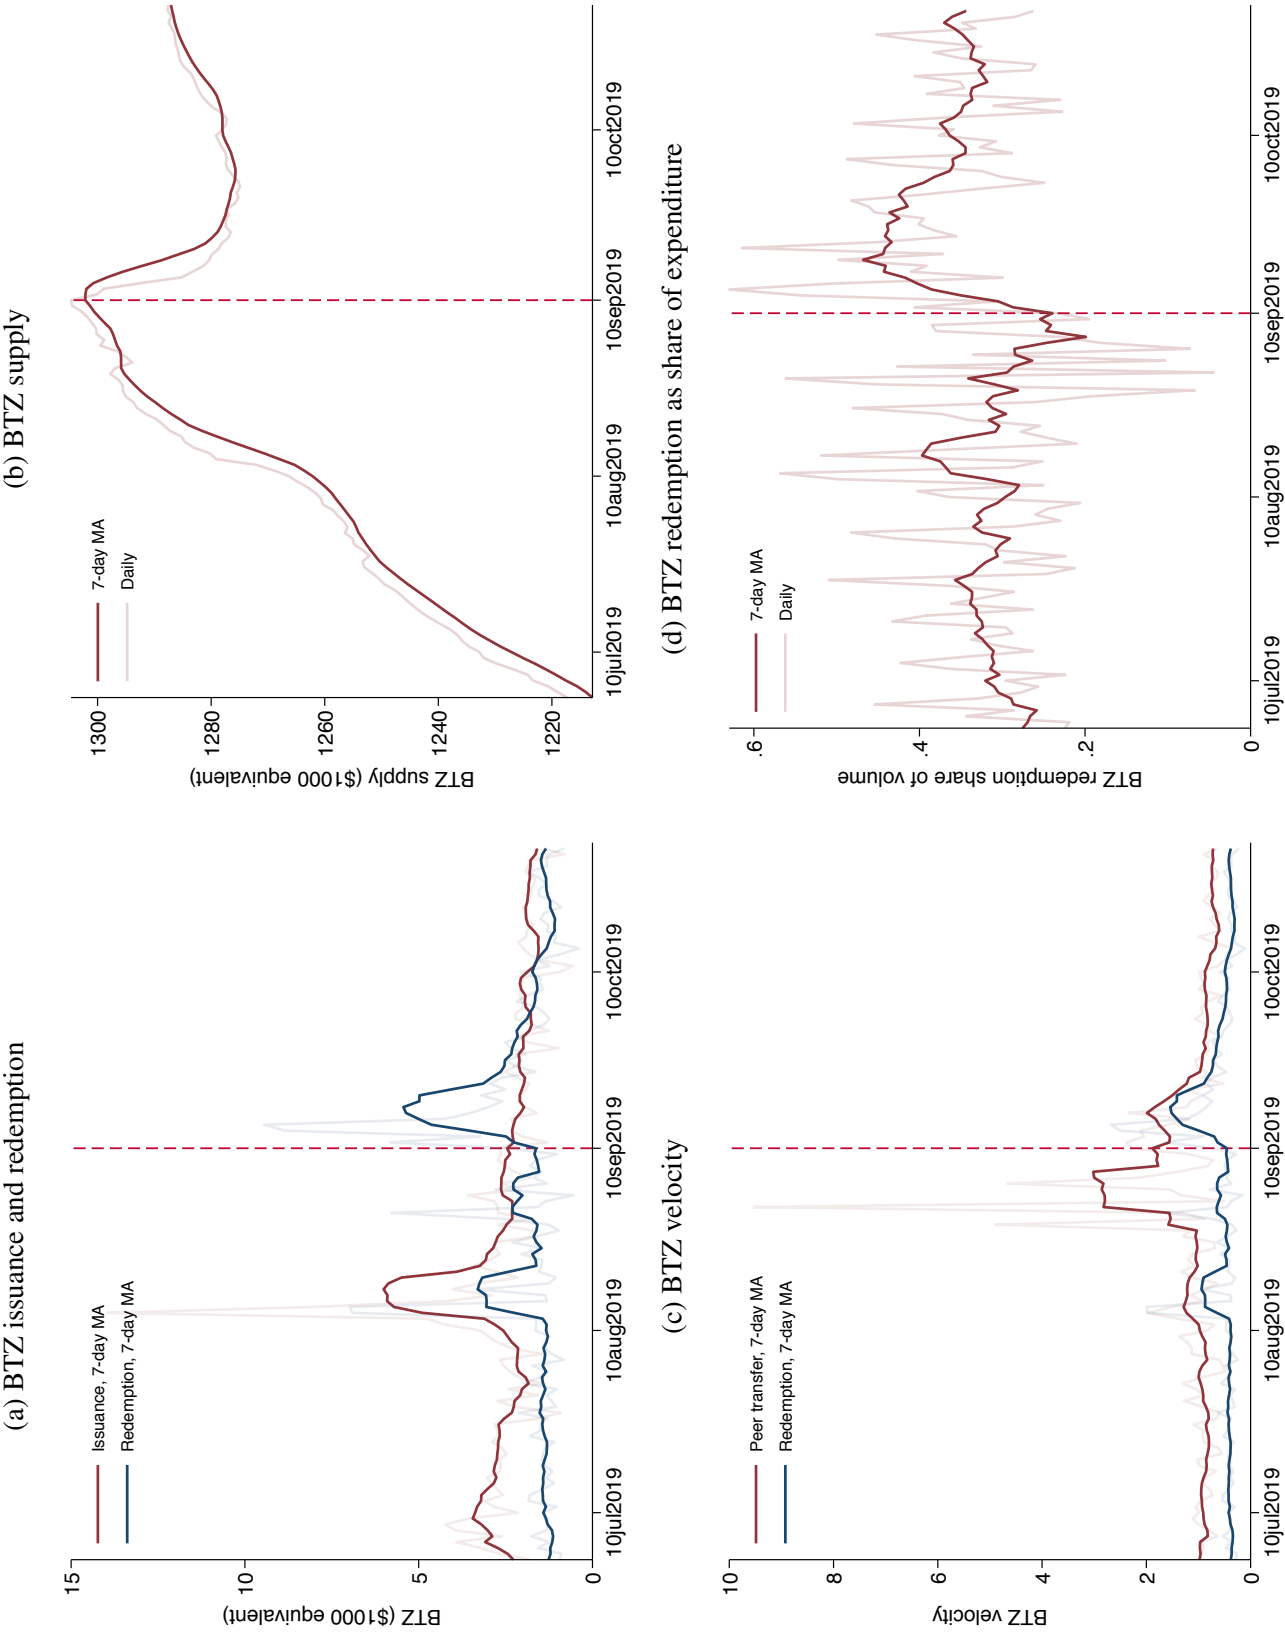 (a) BTZ issuance and redemption
Issuance, 7-day MA
Redemption, 7-day MA
BTZ ($1000 equivalent)
15
10
5
0
10jul2019
10aug2019
10sep2019
10oct2019
(b) BTZ supply
7-day MA
Daily
BTZ supply ($1000 equivalent)
1300
1280
1260
1240
1220
10jul2019
10aug2019
10sep2019
10oct2019
(c) BTZ velocity
Peer transfer, 7-day MA
Redemption, 7-day MA
BTZ velocity
10
8
6
4
2
0
10jul2019
10aug2019
10sep2019
10oct2019
(d) BTZ redemption as share of expenditure
7-day MA
Daily
BTZ redemption share of volume
.6
.4
.2
0
10jul2019
10aug2019
10sep2019
10oct2019